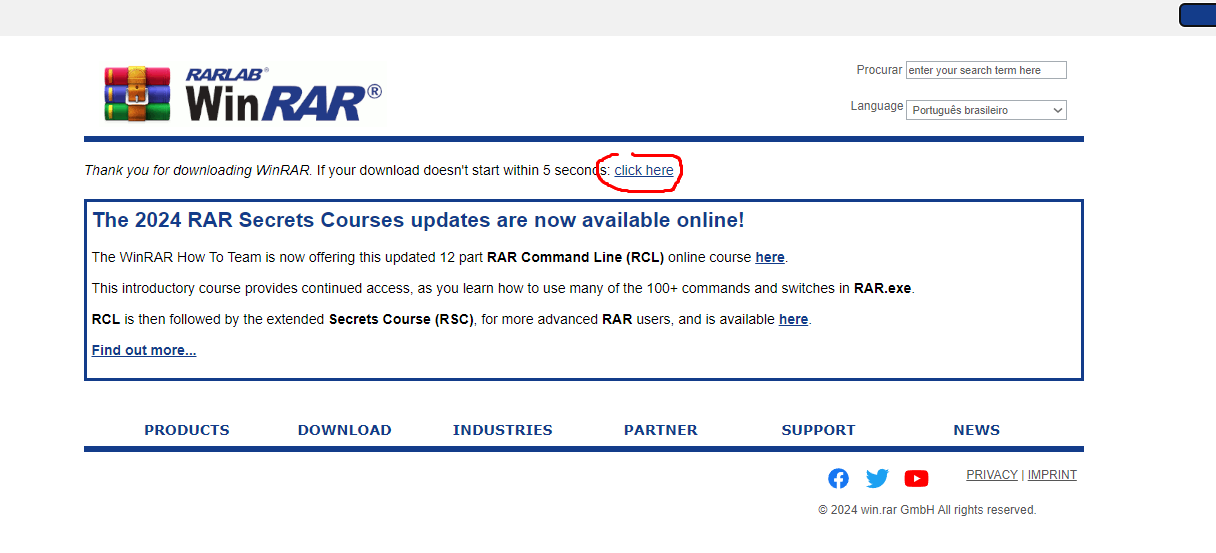 RARLAB®
WinRAR®
Procurar enter your search term here
Language Português brasileiro
Thank you for downloading WinRAR. If your download doesn't start within 5 seconds: click here
The 2024 RAR Secrets Courses updates are now available online!
The WinRAR How To Team is now offering this updated 12 part RAR Command Line (RCL) online course here.
This introductory course provides continued access, as you learn how to use many of the 100+ commands and switches in RAR.exe.
RCL is then followed by the extended Secrets Course (RSC), for more advanced RAR users, and is available here.
Find out more...
PRODUCTS DOWNLOAD INDUSTRIES PARTNER SUPPORT NEWS
PRIVACY | IMPRINT
© 2024 win.rar GmbH All rights reserved.